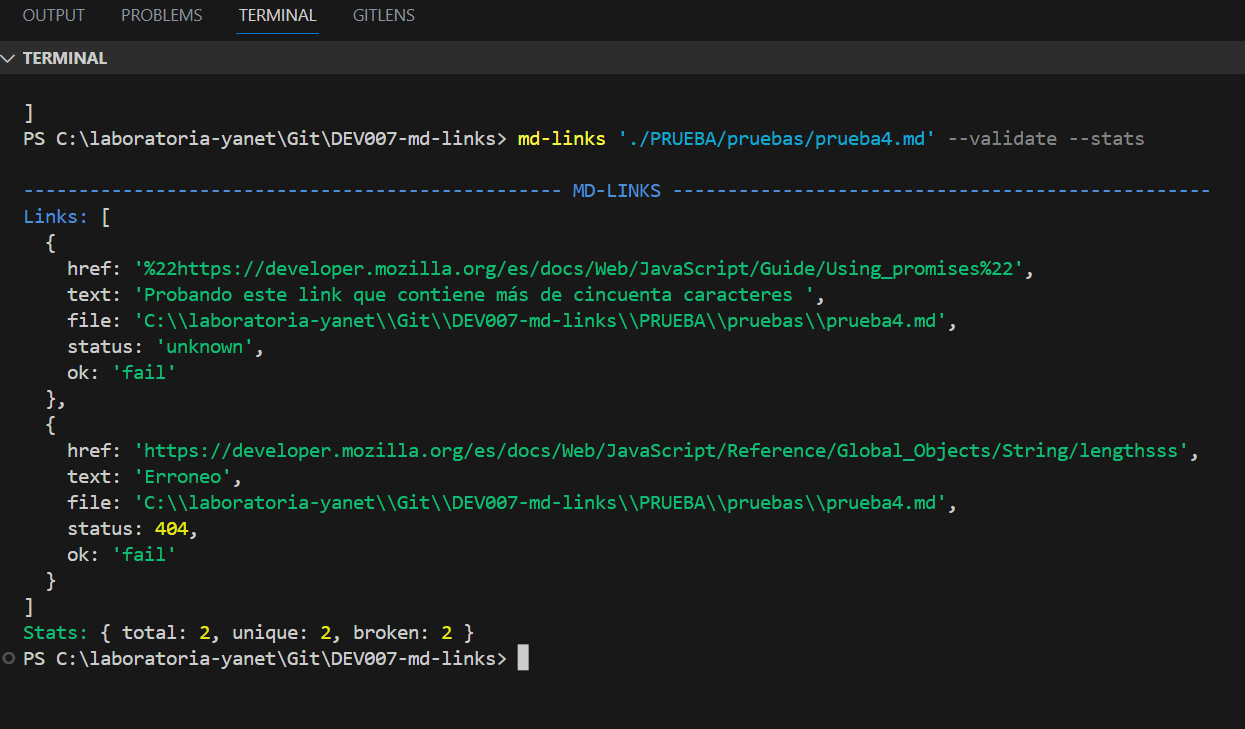 OUTPUT PROBLEMS TERMINAL GITLENS
TERMINAL
]
PS C:\laboratoria-yanet\Git\DEV007-md-links> md-links './PRUEBA/pruebas/prueba4.md' --validate --stats
------------------------------------------------- MD-LINKS -------------------------------------------------
Links: [
  {
    href: '%22https://developer.mozilla.org/es/docs/Web/JavaScript/Guide/Using_promises%22',
    text: 'Probando este link que contiene más de cincuenta caracteres ',
    file: 'C:\\laboratoria-yanet\\Git\\DEV007-md-links\\PRUEBA\\pruebas\\prueba4.md',
    status: 'unknown',
    ok: 'fail'
  },
  {
    href: 'https://developer.mozilla.org/es/docs/Web/JavaScript/Reference/Global_Objects/String/lengthsss',
    text: 'Erroneo',
    file: 'C:\\laboratoria-yanet\\Git\\DEV007-md-links\\PRUEBA\\pruebas\\prueba4.md',
    status: 404,
    ok: 'fail'
  }
]
Stats: { total: 2, unique: 2, broken: 2 }
PS C:\laboratoria-yanet\Git\DEV007-md-links>